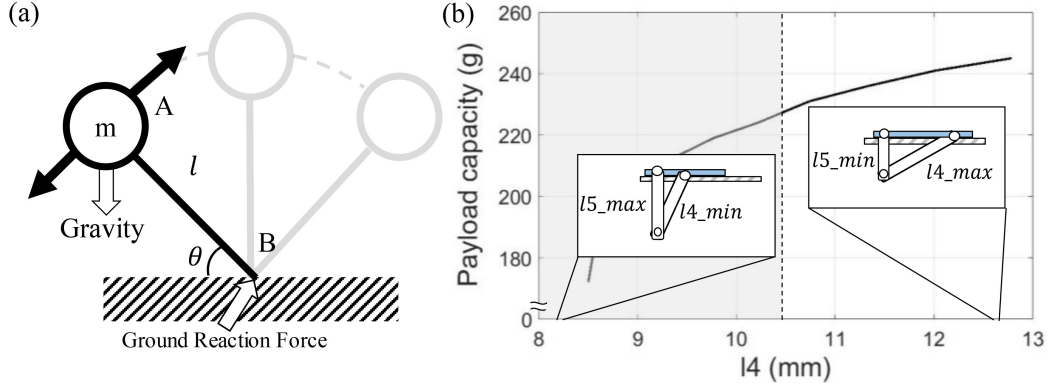 (a)
A
m
l
Gravity
θ
B
Ground Reaction Force
(b)
Payload capacity (g)
260
240
220
200
180
0
l5_max
l4_min
l5_min
l4_max
8
9
10
11
12
13
l4 (mm)